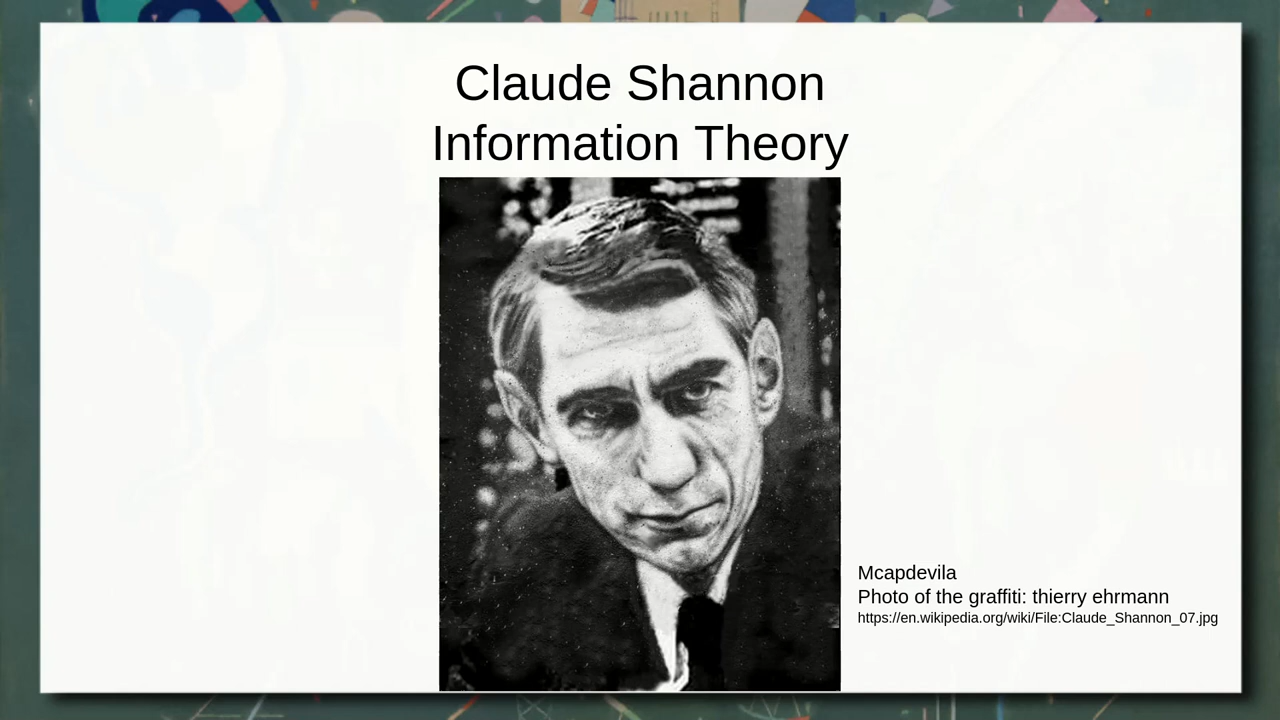 Claude Shannon
Information Theory
Mcapdevila
Photo of the graffiti: thierry ehrmann
https://en.wikipedia.org/wiki/File:Claude_Shannon_07.jpg